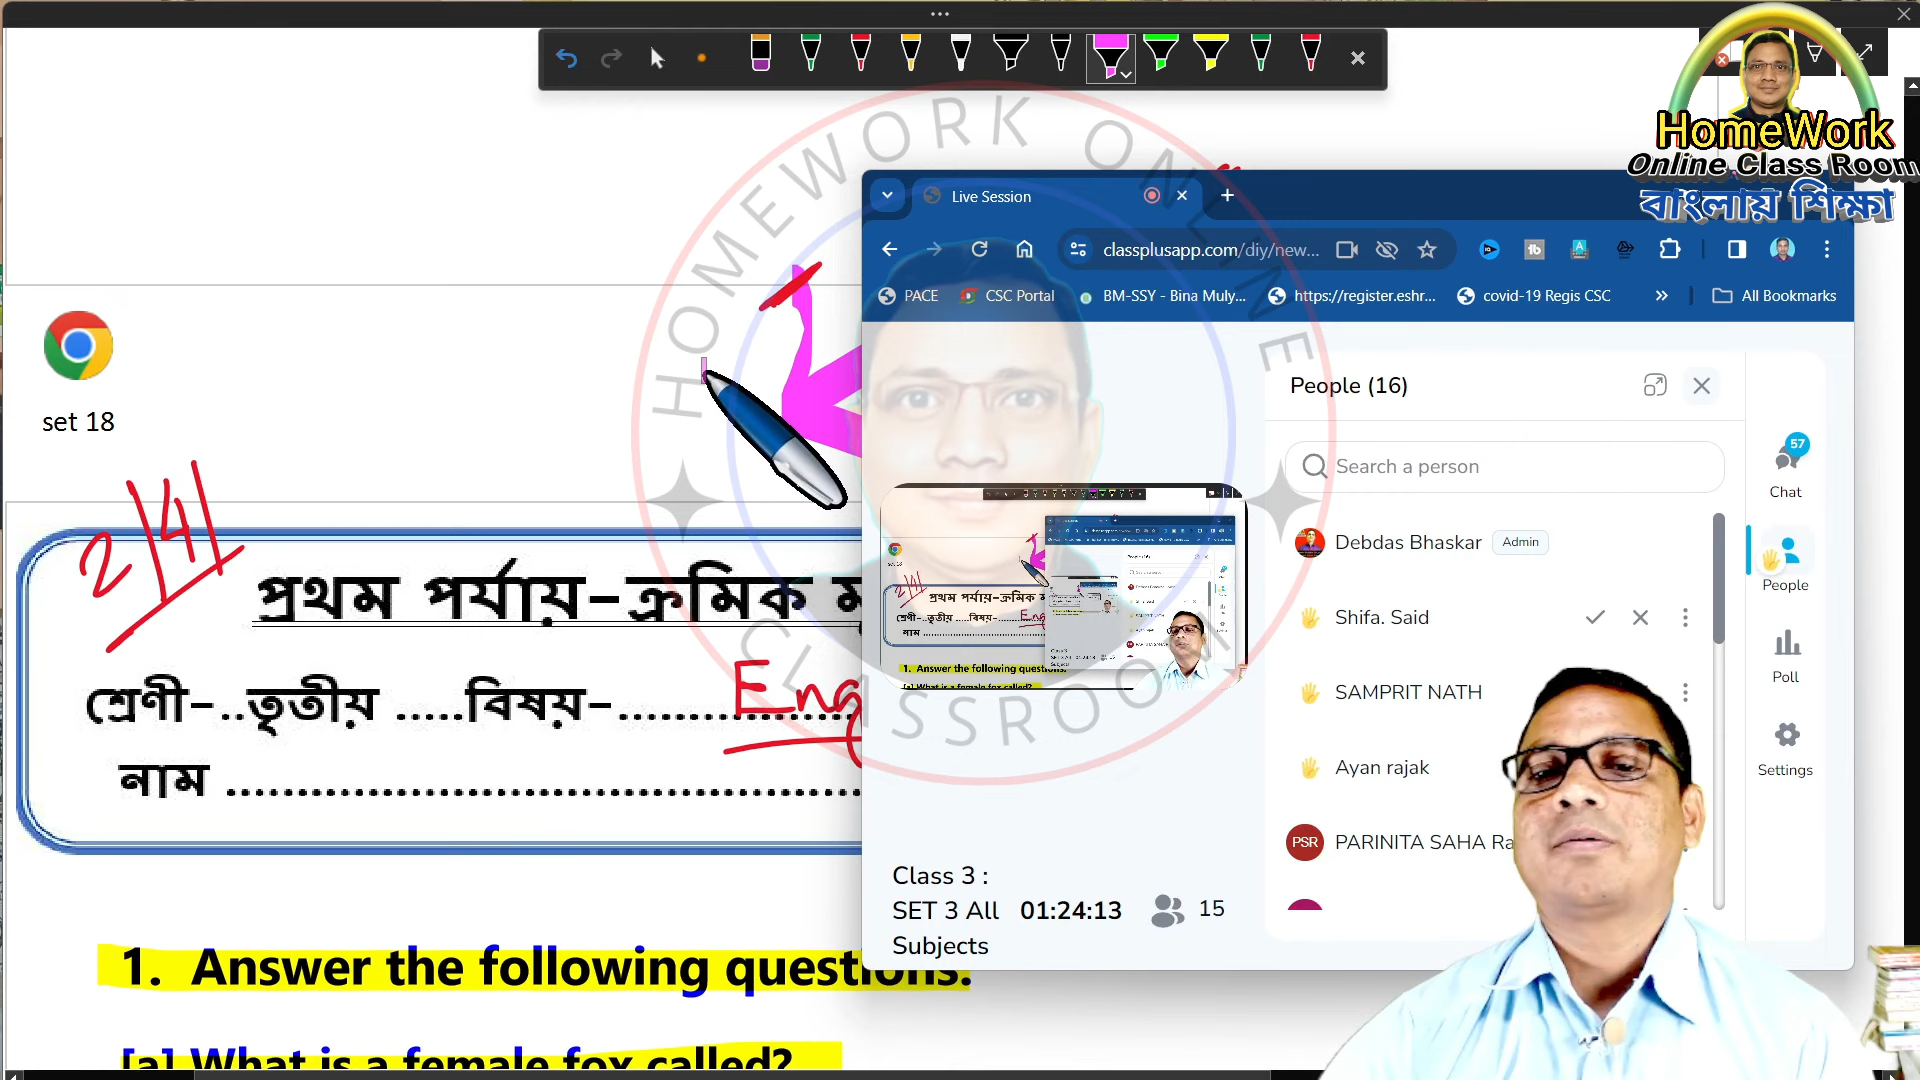 HomeWork
Online Class Room
বাংলায় শিক্ষা
HOMEWORK ONLINE
CLASSROOM
Live Session
classplusapp.com/diy/new...
PACE
CSC Portal
BM-SSY - Bina Muly...
https://register.eshr...
covid-19 Regis CSC
All Bookmarks
set 18
2/4/
প্রথম পর্যায়-ক্রমিক ম
শ্রেণী-..তৃতীয় .....বিষয়-..............
Eng
নাম ..................................................
1. Answer the following questions.
[a] What is a female fox called?
People (16)
Search a person
Debdas Bhaskar
Admin
Shifa. Said
SAMPRIT NATH
Ayan rajak
PSR
PARINITA SAHA Ra
57
Chat
People
Poll
Settings
Class 3 :
SET 3 All
Subjects
01:24:13
15